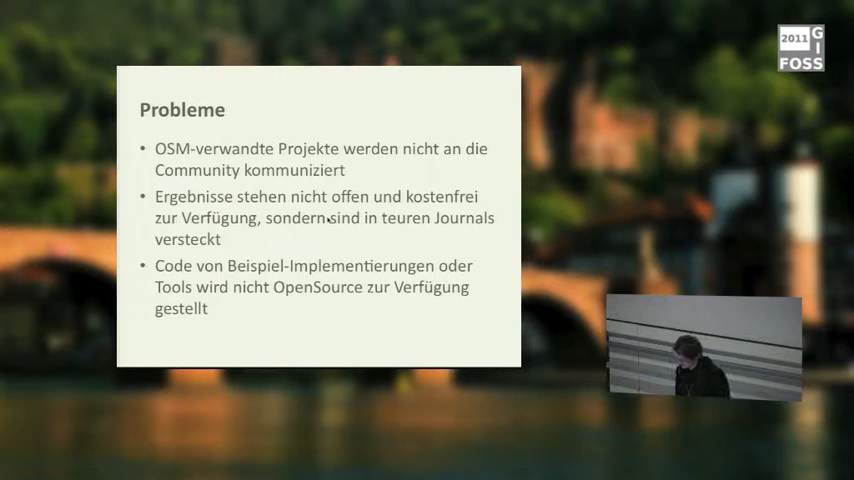 2011 G
I
FOSS
Probleme
• OSM-verwandte Projekte werden nicht an die
Community kommuniziert
• Ergebnisse stehen nicht offen und kostenfrei
zur Verfügung, sondern sind in teuren Journals
versteckt
• Code von Beispiel-Implementierungen oder
Tools wird nicht OpenSource zur Verfügung
gestellt